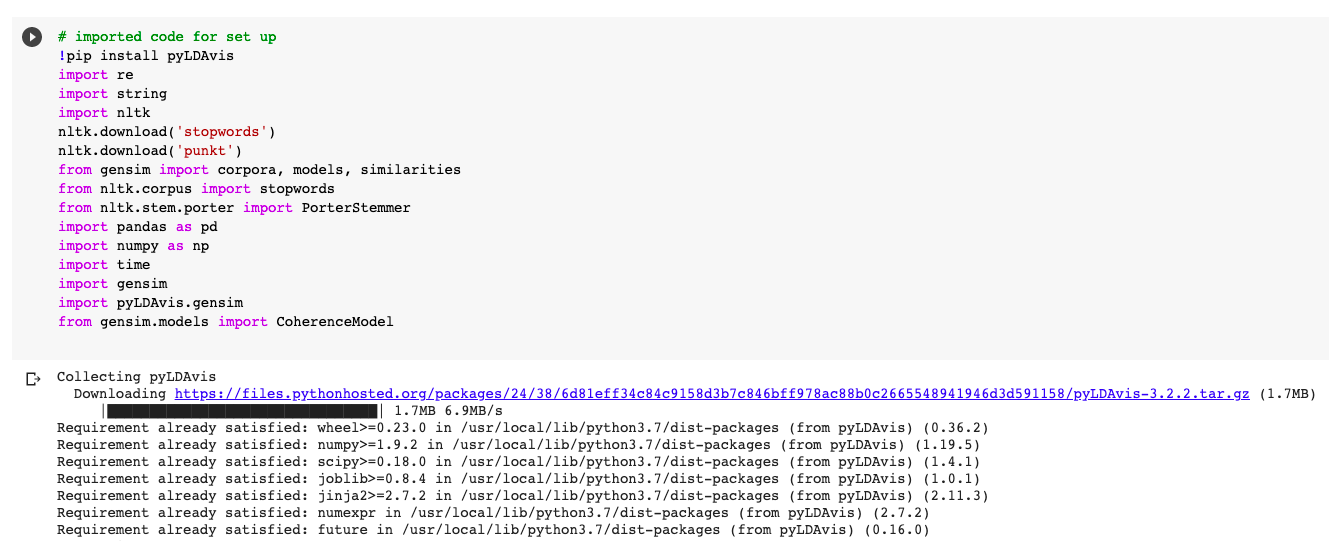 # imported code for set up
!pip install pyLDAvis
import re
import string
import nltk
nltk.download('stopwords')
nltk.download('punkt')
from gensim import corpora, models, similarities
from nltk.corpus import stopwords
from nltk.stem.porter import PorterStemmer
import pandas as pd
import numpy as np
import time
import gensim
import pyLDAvis.gensim
from gensim.models import CoherenceModel
Collecting pyLDAvis
Downloading https://files.pythonhosted.org/packages/24/38/6d81eff34c84c9158d3b7c846bff978ac88b0c2665548941946d3d591158/pyLDAvis-3.2.2.tar.gz (1.7MB)
|████████████████████████████████| 1.7MB 6.9MB/s
Requirement already satisfied: wheel>=0.23.0 in /usr/local/lib/python3.7/dist-packages (from pyLDAvis) (0.36.2)
Requirement already satisfied: numpy>=1.9.2 in /usr/local/lib/python3.7/dist-packages (from pyLDAvis) (1.19.5)
Requirement already satisfied: scipy>=0.18.0 in /usr/local/lib/python3.7/dist-packages (from pyLDAvis) (1.4.1)
Requirement already satisfied: joblib>=0.8.4 in /usr/local/lib/python3.7/dist-packages (from pyLDAvis) (1.0.1)
Requirement already satisfied: jinja2>=2.7.2 in /usr/local/lib/python3.7/dist-packages (from pyLDAvis) (2.11.3)
Requirement already satisfied: numexpr in /usr/local/lib/python3.7/dist-packages (from pyLDAvis) (2.7.2)
Requirement already satisfied: future in /usr/local/lib/python3.7/dist-packages (from pyLDAvis) (0.16.0)